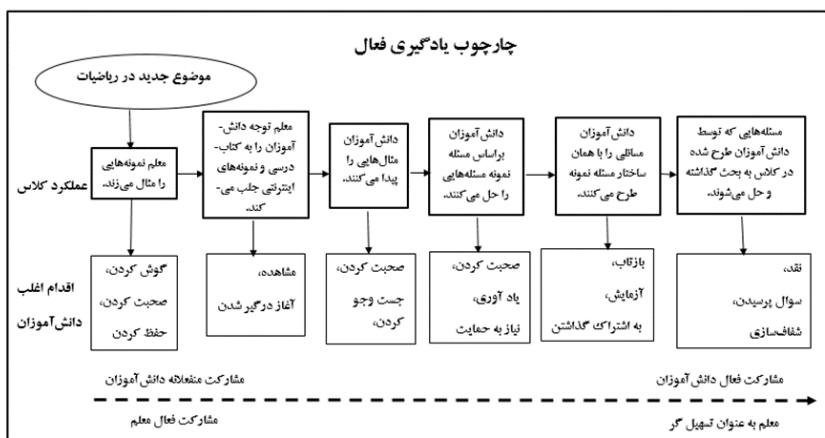 چارچوب یادگیری فعال
موضوع جدید در ریاضیات
عملکرد کلاس
معلم نمونه‌هایی
را مثال می‌زند.
معلم توجه دانش-
آموزان را به کتاب-
درسی و نمونه‌های
اینترنتی جلب می-
کند.
دانش‌آموزان
مثال‌هایی را
پیدا می‌کنند.
دانش‌آموزان
براساس مسئله
نمونه مسئله‌هایی
را حل می‌کنند.
دانش‌آموزان
مسائلی را با همان
ساختار مسئله نمونه
طرح می‌کنند.
مسئله‌هایی که توسط
دانش‌آموزان طرح شده
در کلاس به بحث گذاشته
و حل می‌شوند.
اقدام اغلب
دانش‌آموزان
گوش کردن،
صحبت کردن،
حفظ کردن
مشاهده،
آغاز درگیر شدن
صحبت کردن،
جست وجو
کردن،
صحبت کردن،
یاد آوری،
نیاز به حمایت
بازتاب،
آزمایش،
به اشتراک گذاشتن
نقد،
سوال پرسیدن،
شفاف‌سازی
مشارکت منفعلانه دانش‌آموزان
مشارکت فعال دانش‌آموزان
مشارکت فعال معلم
معلم به عنوان تسهیل گر